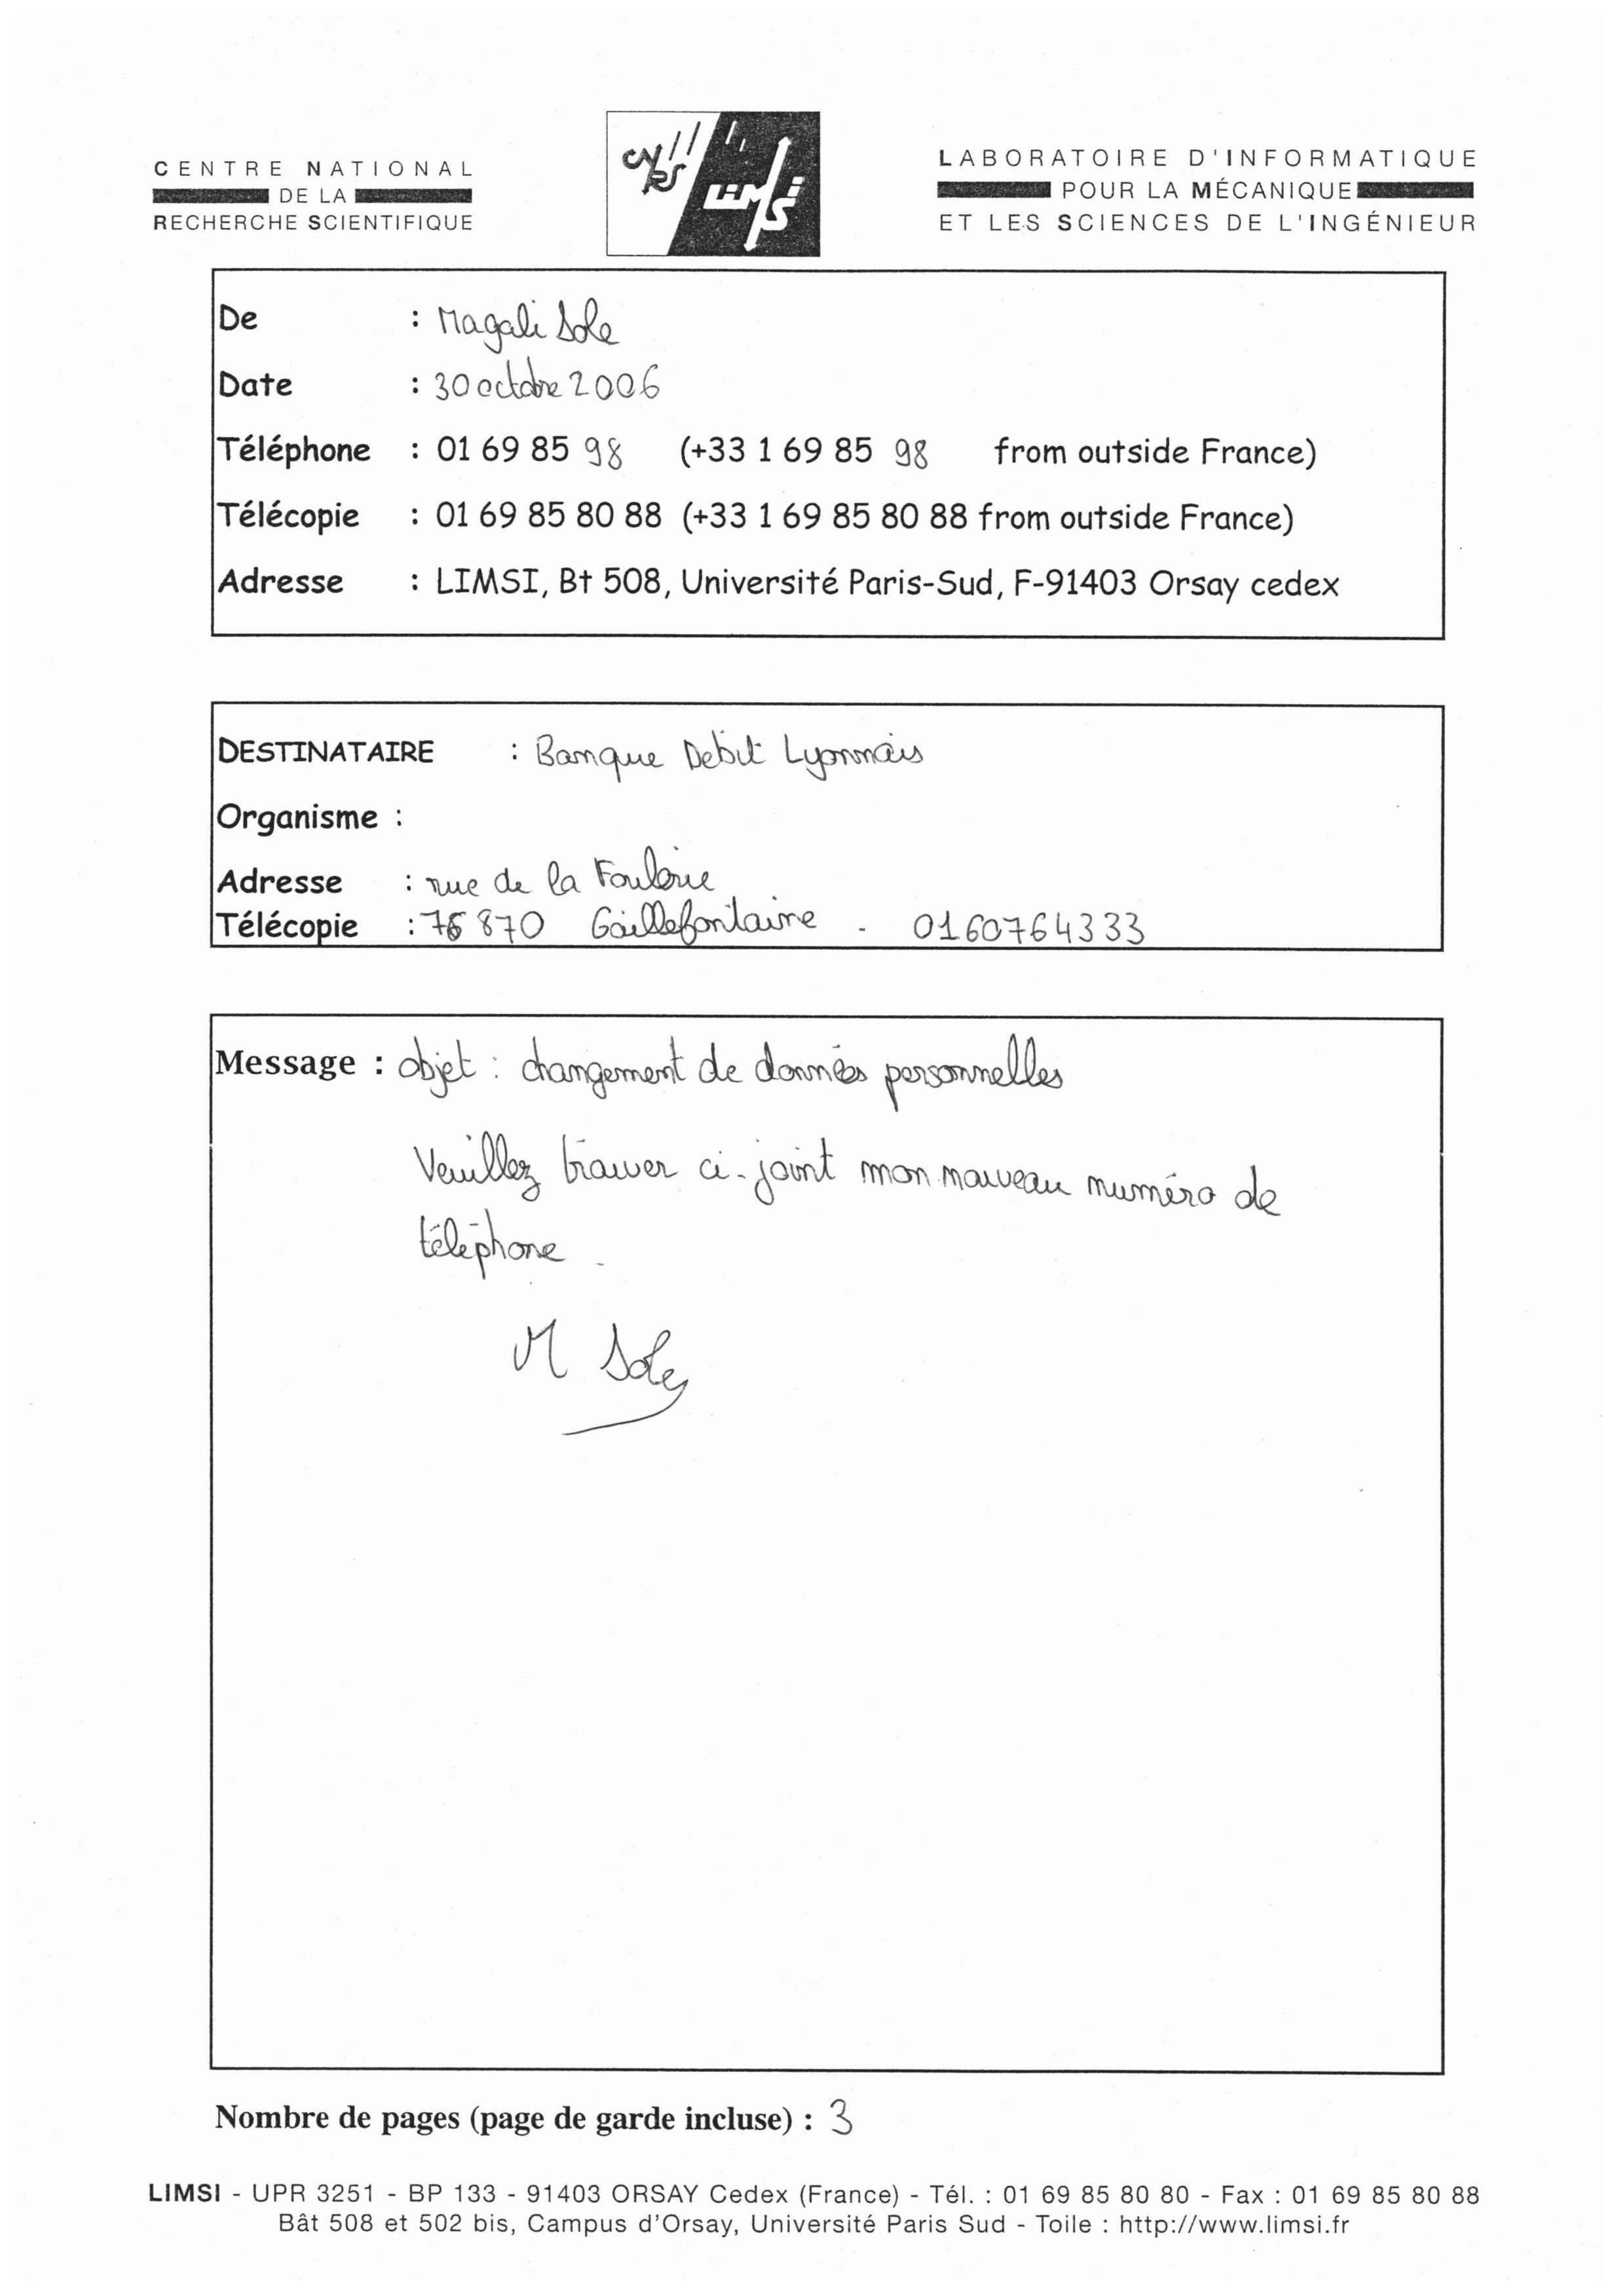 CENTRE NATIONAL
DE LA
RECHERCHE SCIENTIFIQUE
CNRS
LIMSI
LABORATOIRE D'INFORMATIQUE
POUR LA MÉCANIQUE
ET LES SCIENCES DE L'INGÉNIEUR
De : Magali Sole
Date : 30 octobre 2006
Téléphone : 01 69 85 98 (+33 1 69 85 98 from outside France)
Télécopie : 01 69 85 80 88 (+33 1 69 85 80 88 from outside France)
Adresse : LIMSI, Bt 508, Université Paris-Sud, F-91403 Orsay cedex
DESTINATAIRE : Banque Debit Lyonnais
Organisme :
Adresse : rue de la Foulerie
Télécopie : 76 870 Gaillefontaine . 0160764333
Message : objet : changement de données personnelles
Veuillez trouver ci-joint mon nouveau numéro de
téléphone.
M Sole
Nombre de pages (page de garde incluse) : 3
LIMSI - UPR 3251 - BP 133 - 91403 ORSAY Cedex (France) - Tél. : 01 69 85 80 80 - Fax : 01 69 85 80 88
Bât 508 et 502 bis, Campus d'Orsay, Université Paris Sud - Toile : http://www.limsi.fr